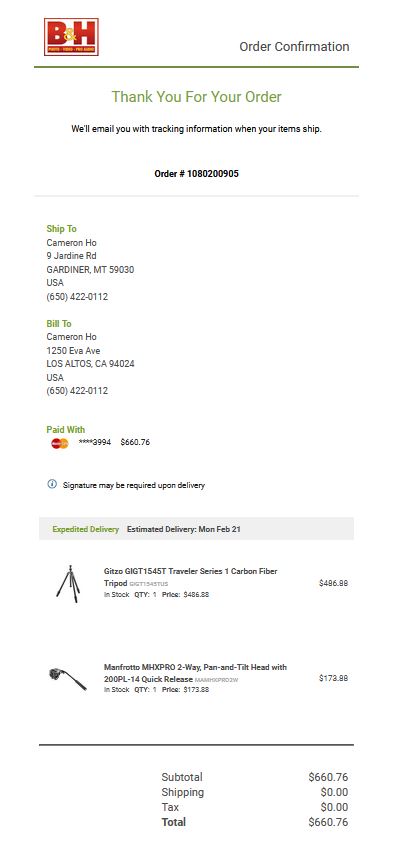 B&H
PHOTO · VIDEO · PRO AUDIO
Order Confirmation
Thank You For Your Order
We'll email you with tracking information when your items ship.
Order # 1080200905
Ship To
Cameron Ho
9 Jardine Rd
GARDINER, MT 59030
USA
(650) 422-0112
Bill To
Cameron Ho
1250 Eva Ave
LOS ALTOS, CA 94024
USA
(650) 422-0112
Paid With
****3994 $660.76
Signature may be required upon delivery
Expedited Delivery Estimated Delivery: Mon Feb 21
Gitzo GIGT1545T Traveler Series 1 Carbon Fiber
Tripod GIGT1545TUS
$486.88
In Stock QTY: 1 Price: $486.88
Manfrotto MHXPRO 2-Way, Pan-and-Tilt Head with
200PL-14 Quick Release MAMHXPRO2W
$173.88
In Stock QTY: 1 Price: $173.88
Subtotal $660.76
Shipping $0.00
Tax $0.00
Total $660.76